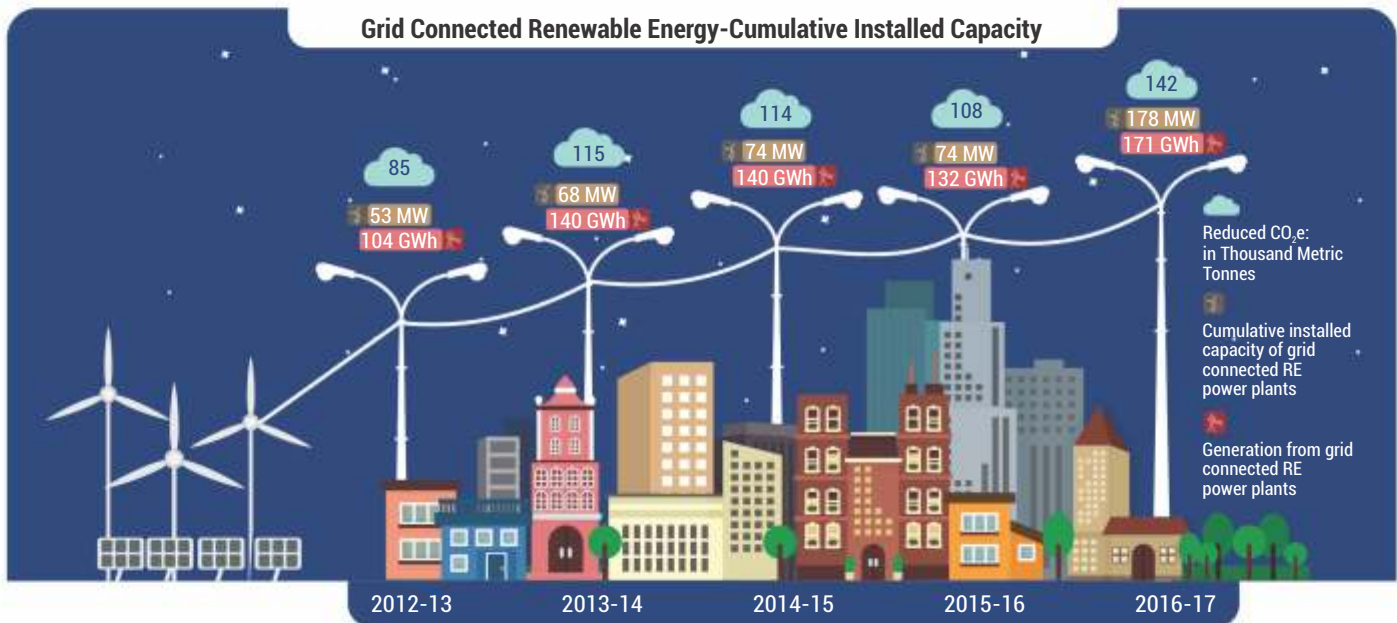 Grid Connected Renewable Energy-Cumulative Installed Capacity
85
53 MW
104 GWh
115
68 MW
140 GWh
114
74 MW
140 GWh
108
74 MW
132 GWh
142
178 MW
171 GWh
Reduced CO₂e:
in Thousand Metric
Tonnes
Cumulative installed
capacity of grid
connected RE
power plants
Generation from grid
connected RE
power plants
2012-13
2013-14
2014-15
2015-16
2016-17